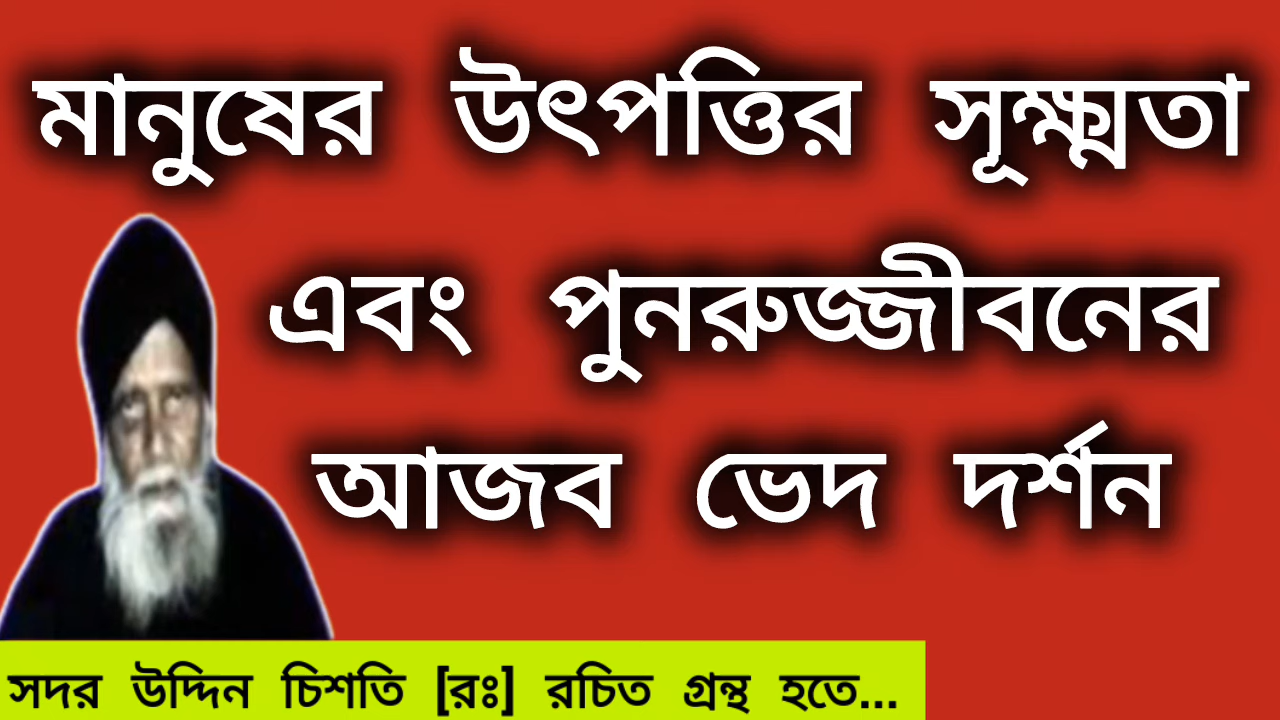 মানুষের উৎপত্তির সূক্ষ্মতা
এবং পুনরুজ্জীবনের
আজব ভেদ দর্শন
সদর উদ্দিন চিশতি [রঃ] রচিত গ্রন্থ হতে...